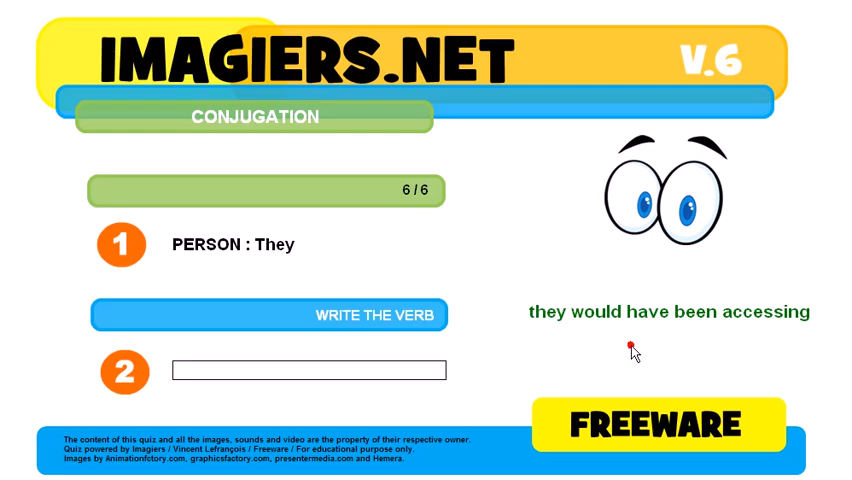 IMAGIERS.NET
V.6
CONJUGATION
6 / 6
1
PERSON : They
WRITE THE VERB
they would have been accessing
2
FREEWARE
The content of this quiz and all the images, sounds and video are the property of their respective owner.
Quiz powered by Imagiers / Vincent Lefrançois / Freeware / For educational purpose only.
Images by Animationfctory.com, graphicsfactory.com, presentermedia.com and Hemera.